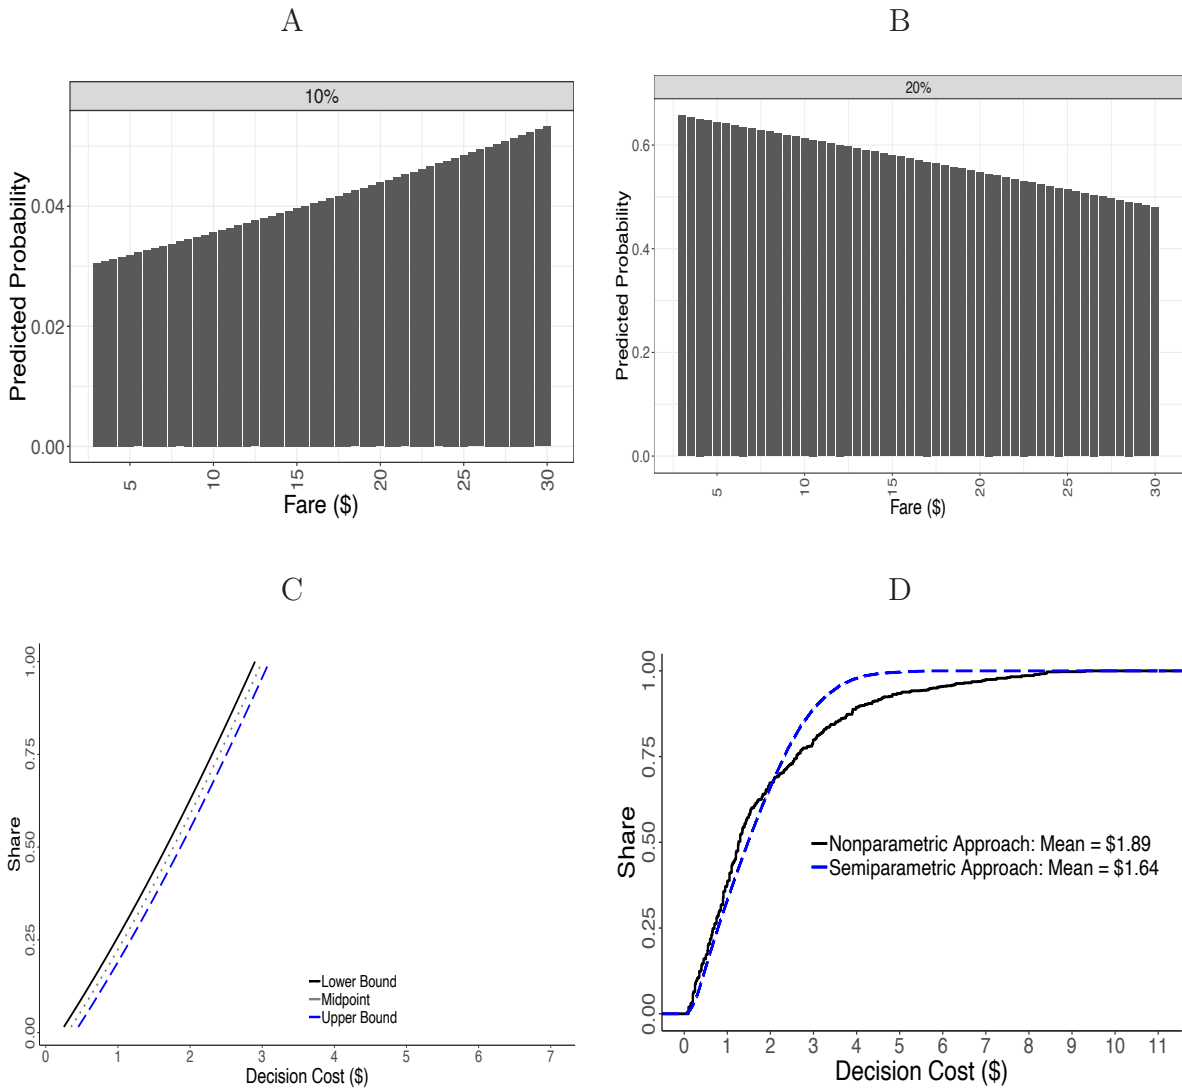 A
10%
Predicted Probability
0.04
0.02
0.00
5 10 15 20 25 30
Fare ($)
B
20%
Predicted Probability
0.6
0.4
0.2
0.0
5 10 15 20 25 30
Fare ($)
C
Share
1.00
0.75
0.50
0.25
0.00
Lower Bound
Midpoint
Upper Bound
0 1 2 3 4 5 6 7
Decision Cost ($)
D
Share
1.00
0.75
0.50
0.25
0.00
Nonparametric Approach: Mean = $1.89
Semiparametric Approach: Mean = $1.64
0 1 2 3 4 5 6 7 8 9 10 11
Decision Cost ($)